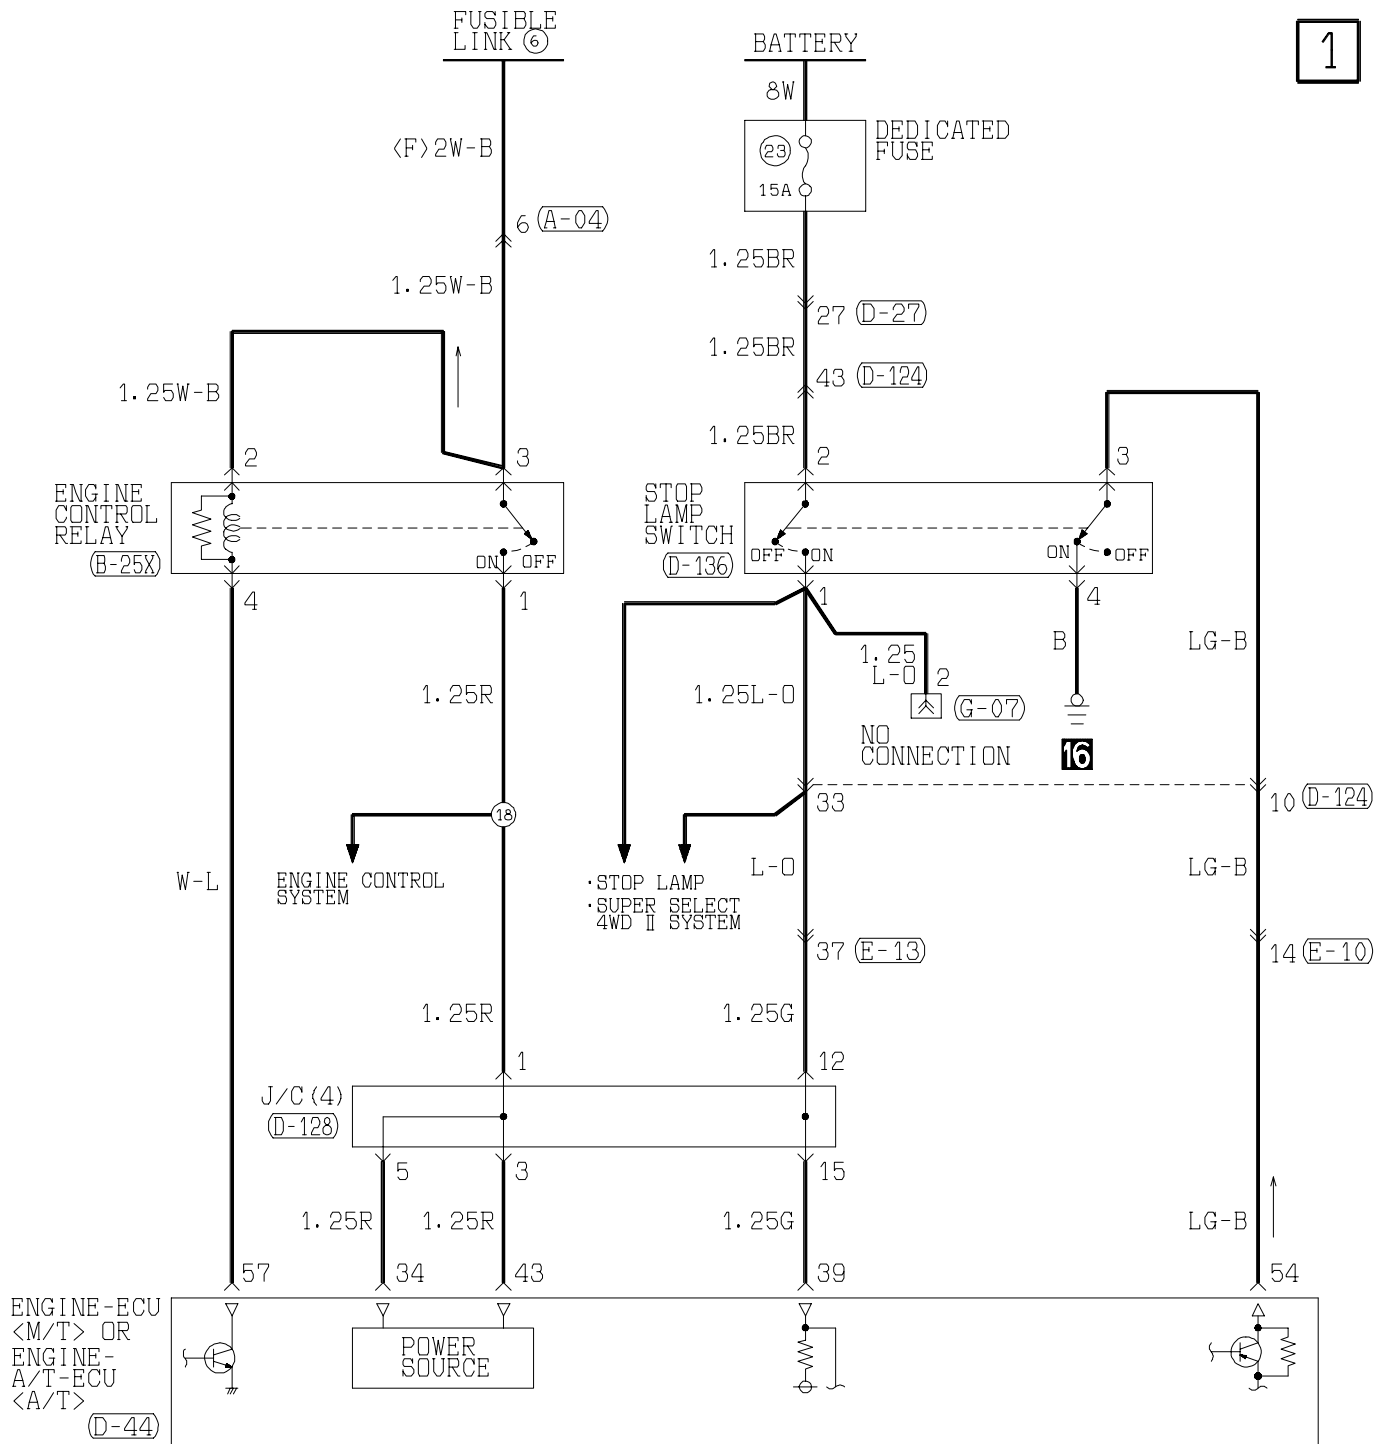 FUSIBLE
LINK 6
BATTERY
1
8W
DEDICATED
FUSE
23
15A
<F>2W-B
6 A-04
1.25BR
1.25W-B
27 D-27
1.25BR
43 D-124
1.25W-B
1.25BR
2
3
2
3
ENGINE
CONTROL
RELAY
B-25X
ON
OFF
STOP
LAMP
SWITCH
D-136
OFF
ON
ON
OFF
4
1
1
4
1.25
L-O
2
B
LG-B
1.25R
1.25L-O
G-07
NO
CONNECTION
16
33
10 D-124
18
W-L
ENGINE CONTROL
SYSTEM
·STOP LAMP
·SUPER SELECT
4WD II SYSTEM
L-O
LG-B
37 E-13
14 E-10
1.25R
1.25G
1
12
J/C(4)
D-128
5
3
15
1.25R
1.25R
1.25G
LG-B
57
34
43
39
54
ENGINE-ECU
<M/T> OR
ENGINE-
A/T-ECU
<A/T>
D-44
POWER
SOURCE